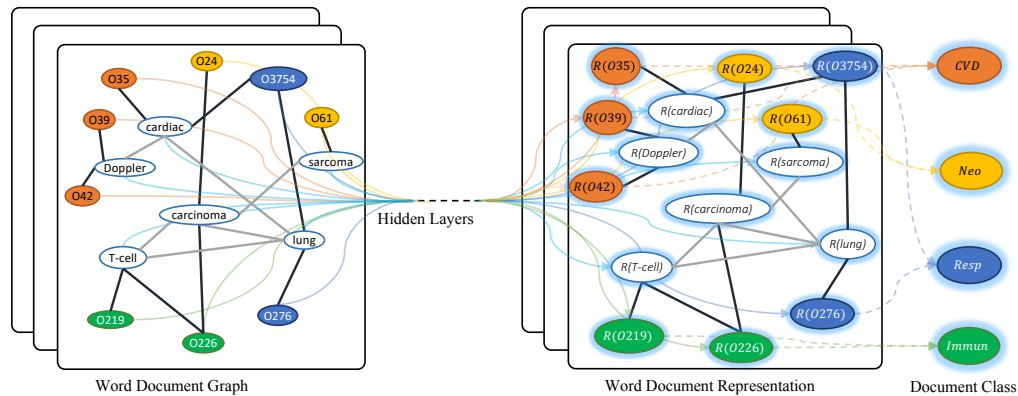 O24
O35
O3754
O39
O61
cardiac
Doppler
sarcoma
O42
carcinoma
T-cell
lung
O219
O276
O226
Word Document Graph
Hidden Layers
R(O35)
R(O24)
R(O3754)
R(cardiac)
R(O39)
R(O61)
R(Doppler)
R(sarcoma)
R(O42)
R(carcinoma)
R(lung)
R(T-cell)
R(O276)
R(O219)
R(O226)
Word Document Representation
CVD
Neo
Resp
Immun
Document Class